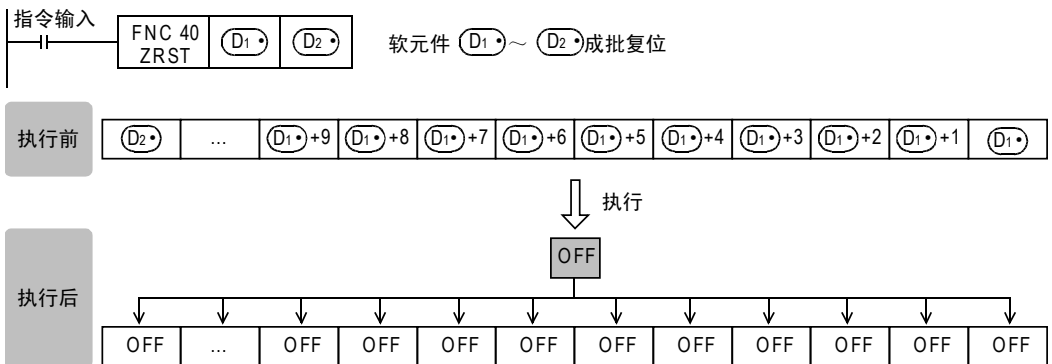 指令输入
FNC 40 ZRST D1• D2• 软元件 D1• ～ D2• 成批复位
执行前 D2• ... D1•+9 D1•+8 D1•+7 D1•+6 D1•+5 D1•+4 D1•+3 D1•+2 D1•+1 D1•
执行
OFF
执行后
OFF ... OFF OFF OFF OFF OFF OFF OFF OFF OFF OFF